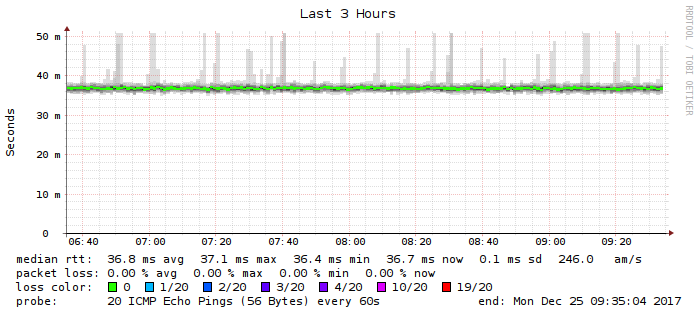 Last 3 Hours
RRDTOOL / TOBI OETIKER
Seconds
50 m
40 m
30 m
20 m
10 m
0
06:40 07:00 07:20 07:40 08:00 08:20 08:40 09:00 09:20
median rtt: 36.8 ms avg 37.1 ms max 36.4 ms min 36.7 ms now 0.1 ms sd 246.0 am/s
packet loss: 0.00 % avg 0.00 % max 0.00 % min 0.00 % now
loss color: 0 1/20 2/20 3/20 4/20 10/20 19/20
probe: 20 ICMP Echo Pings (56 Bytes) every 60s end: Mon Dec 25 09:35:04 2017